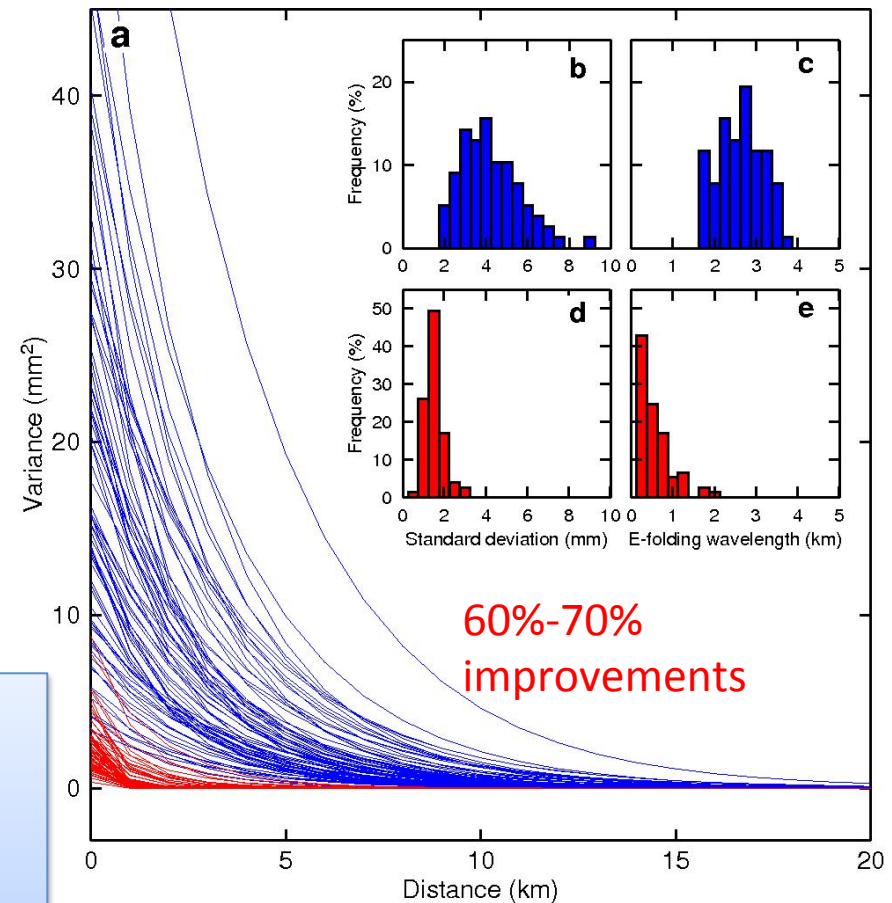 a
40
30
20
10
0
Variance (mm²)
0 5 10 15 20
Distance (km)
b
20
10
0
Frequency (%)
0 2 4 6 8 10
c
0 1 2 3 4 5
d
50
40
30
20
10
0
Frequency (%)
0 2 4 6 8 10
Standard deviation (mm)
e
0 1 2 3 4 5
E-folding wavelength (km)
60%-70%
improvements